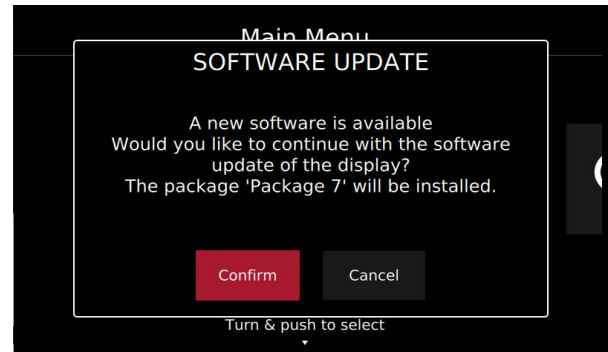 Main Menu
SOFTWARE UPDATE
A new software is available
Would you like to continue with the software
update of the display?
The package 'Package 7' will be installed.
Confirm
Cancel
Turn & push to select